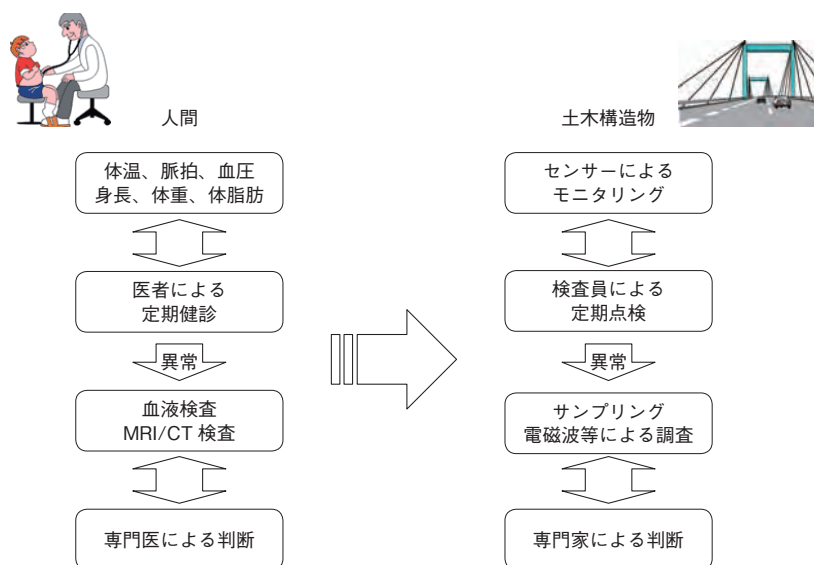 人間
体温、脈拍、血圧
身長、体重、体脂肪
医者による
定期健診
異常
血液検査
MRI/CT 検査
専門医による判断
土木構造物
センサーによる
モニタリング
検査員による
定期点検
異常
サンプリング
電磁波等による調査
専門家による判断